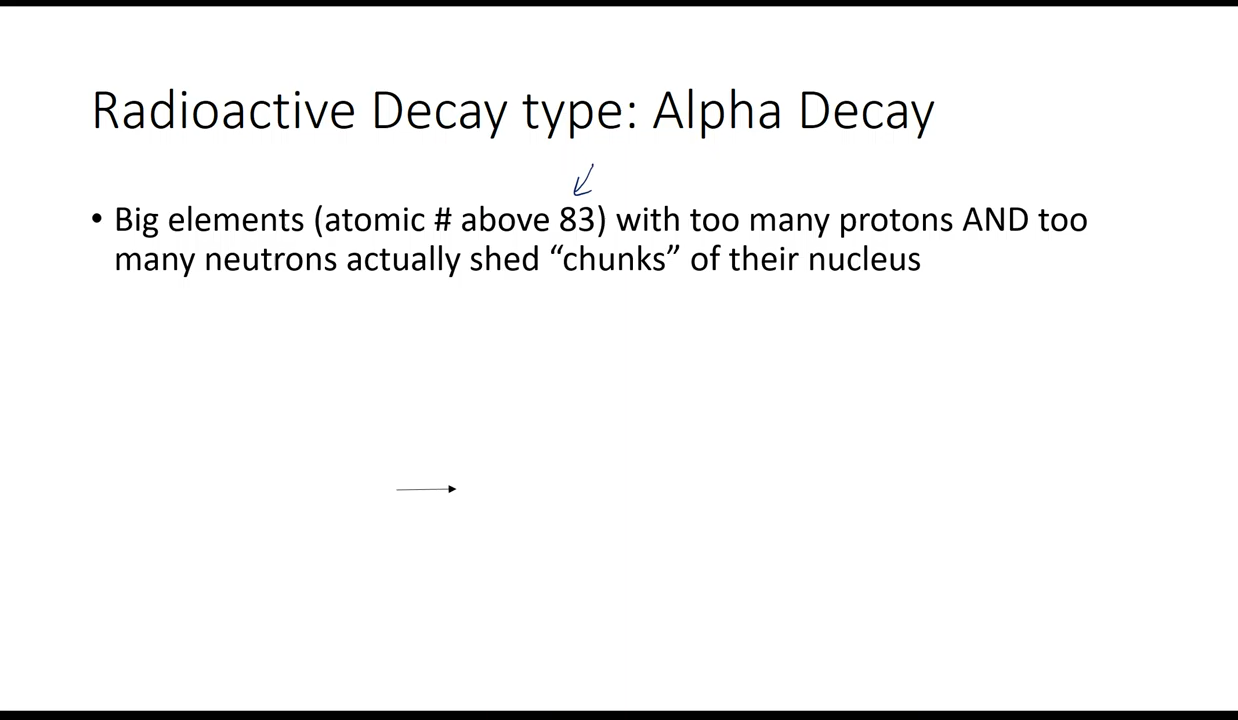 Radioactive Decay type: Alpha Decay
• Big elements (atomic # above 83) with too many protons AND too
many neutrons actually shed “chunks” of their nucleus